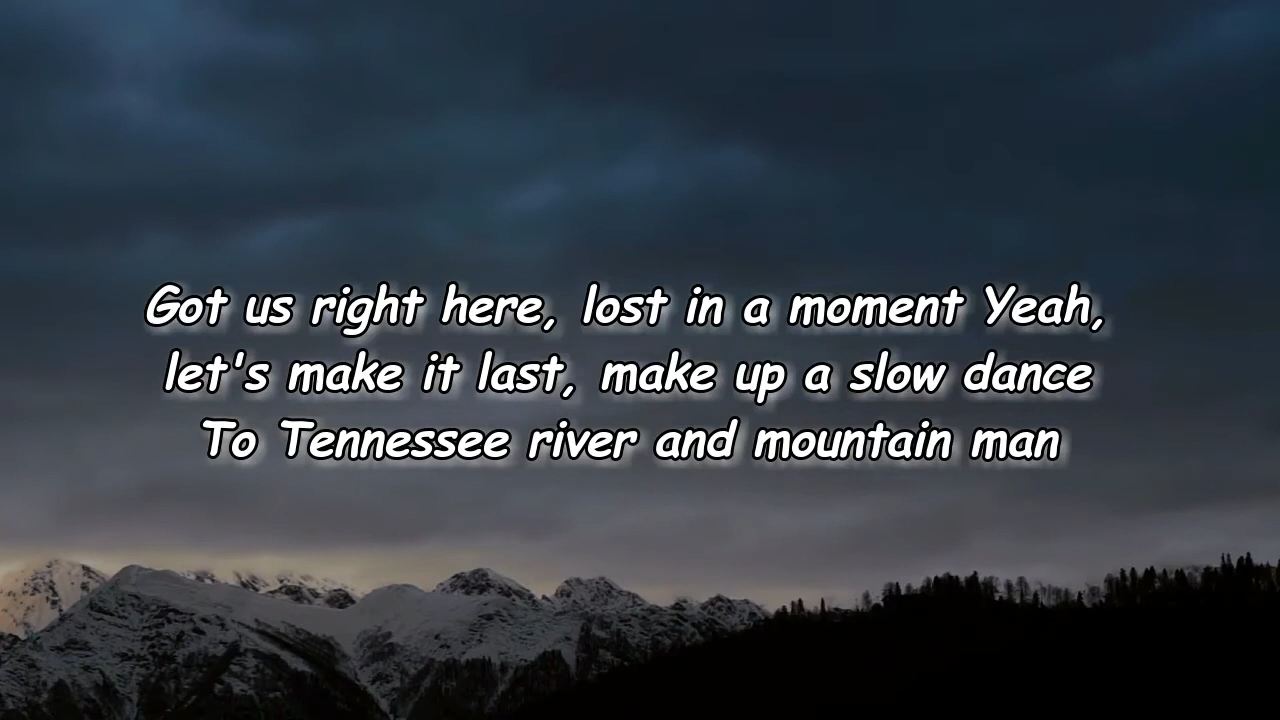 Got us right here, lost in a moment Yeah,
let's make it last, make up a slow dance
To Tennessee river and mountain man